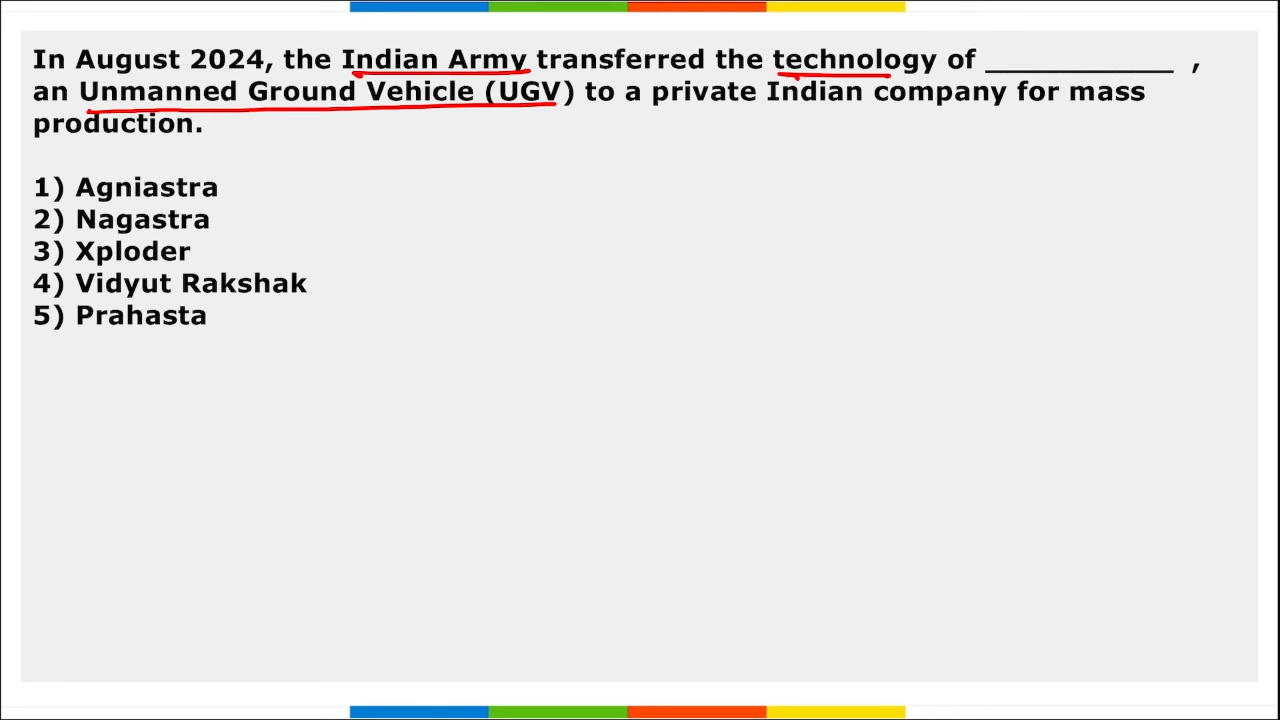 In August 2024, the Indian Army transferred the technology of ____________ ,
an Unmanned Ground Vehicle (UGV) to a private Indian company for mass
production.
1) Agniastra
2) Nagastra
3) Xploder
4) Vidyut Rakshak
5) Prahasta